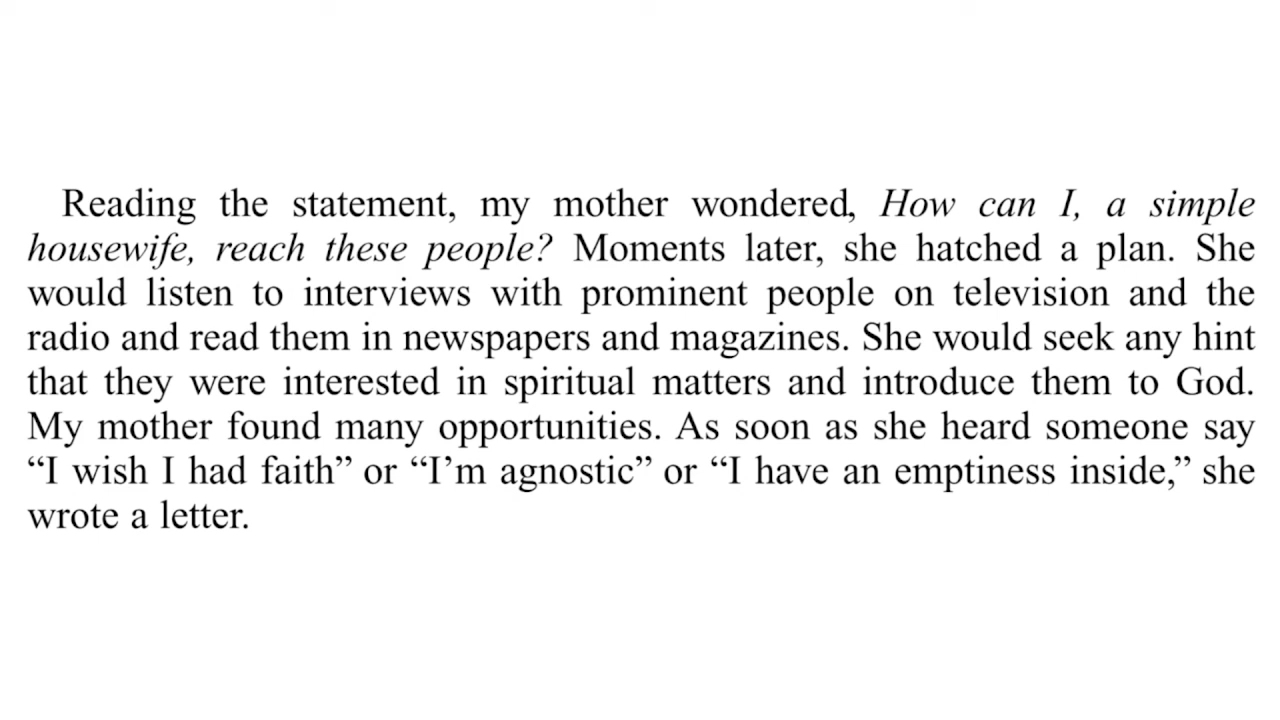 Reading the statement, my mother wondered, How can I, a simple
housewife, reach these people? Moments later, she hatched a plan. She
would listen to interviews with prominent people on television and the
radio and read them in newspapers and magazines. She would seek any hint
that they were interested in spiritual matters and introduce them to God.
My mother found many opportunities. As soon as she heard someone say
“I wish I had faith” or “I’m agnostic” or “I have an emptiness inside,” she
wrote a letter.